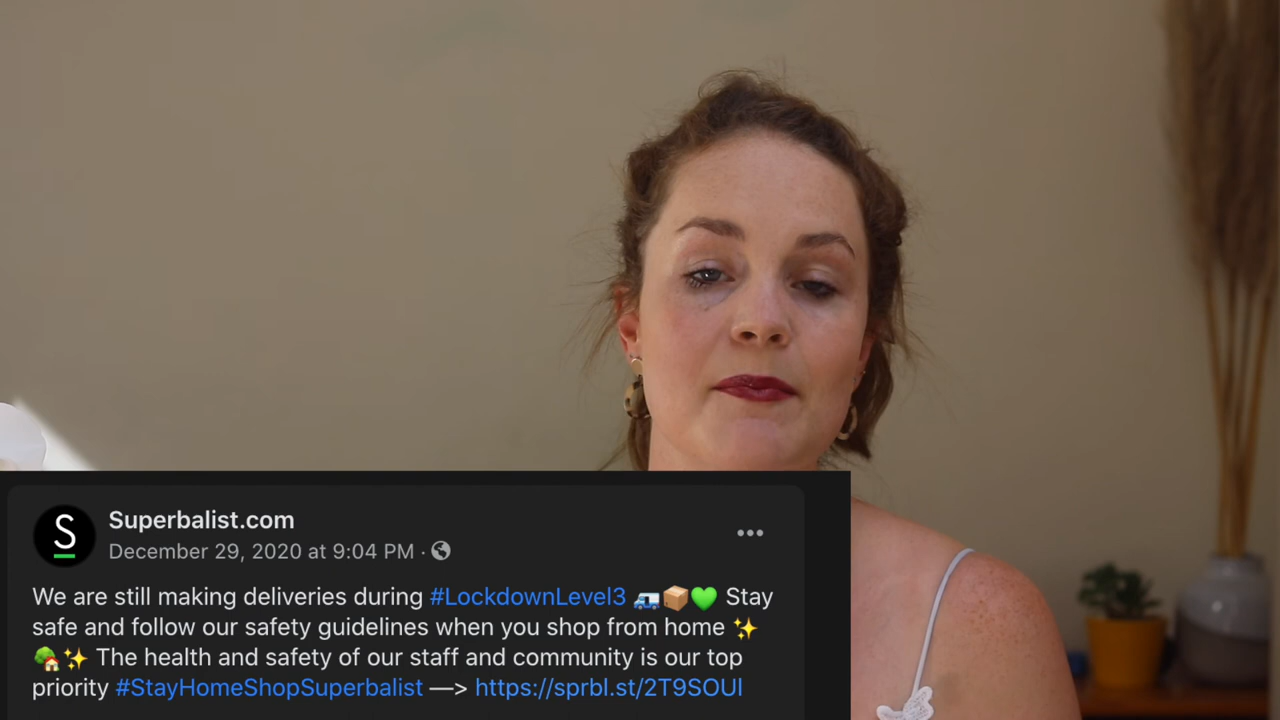 S
Superbalist.com
December 29, 2020 at 9:04 PM ·
We are still making deliveries during #LockdownLevel3 🚐📦💚 Stay
safe and follow our safety guidelines when you shop from home ✨
🏡✨ The health and safety of our staff and community is our top
priority #StayHomeShopSuperbalist —> https://sprbl.st/2T9SOUI